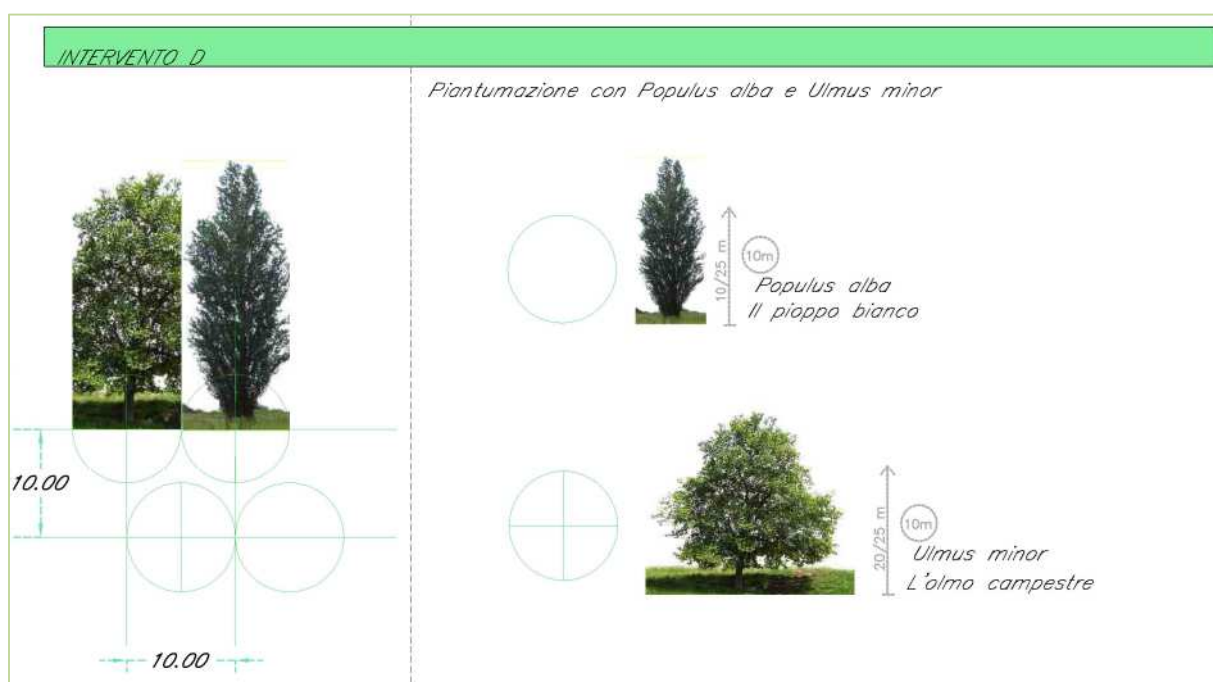 INTERVENTO D
Piantumazione con Populus alba e Ulmus minor
10/25 m
10m
Populus alba
Il pioppo bianco
10.00
20/25 m
10m
Ulmus minor
L'olmo campestre
10.00